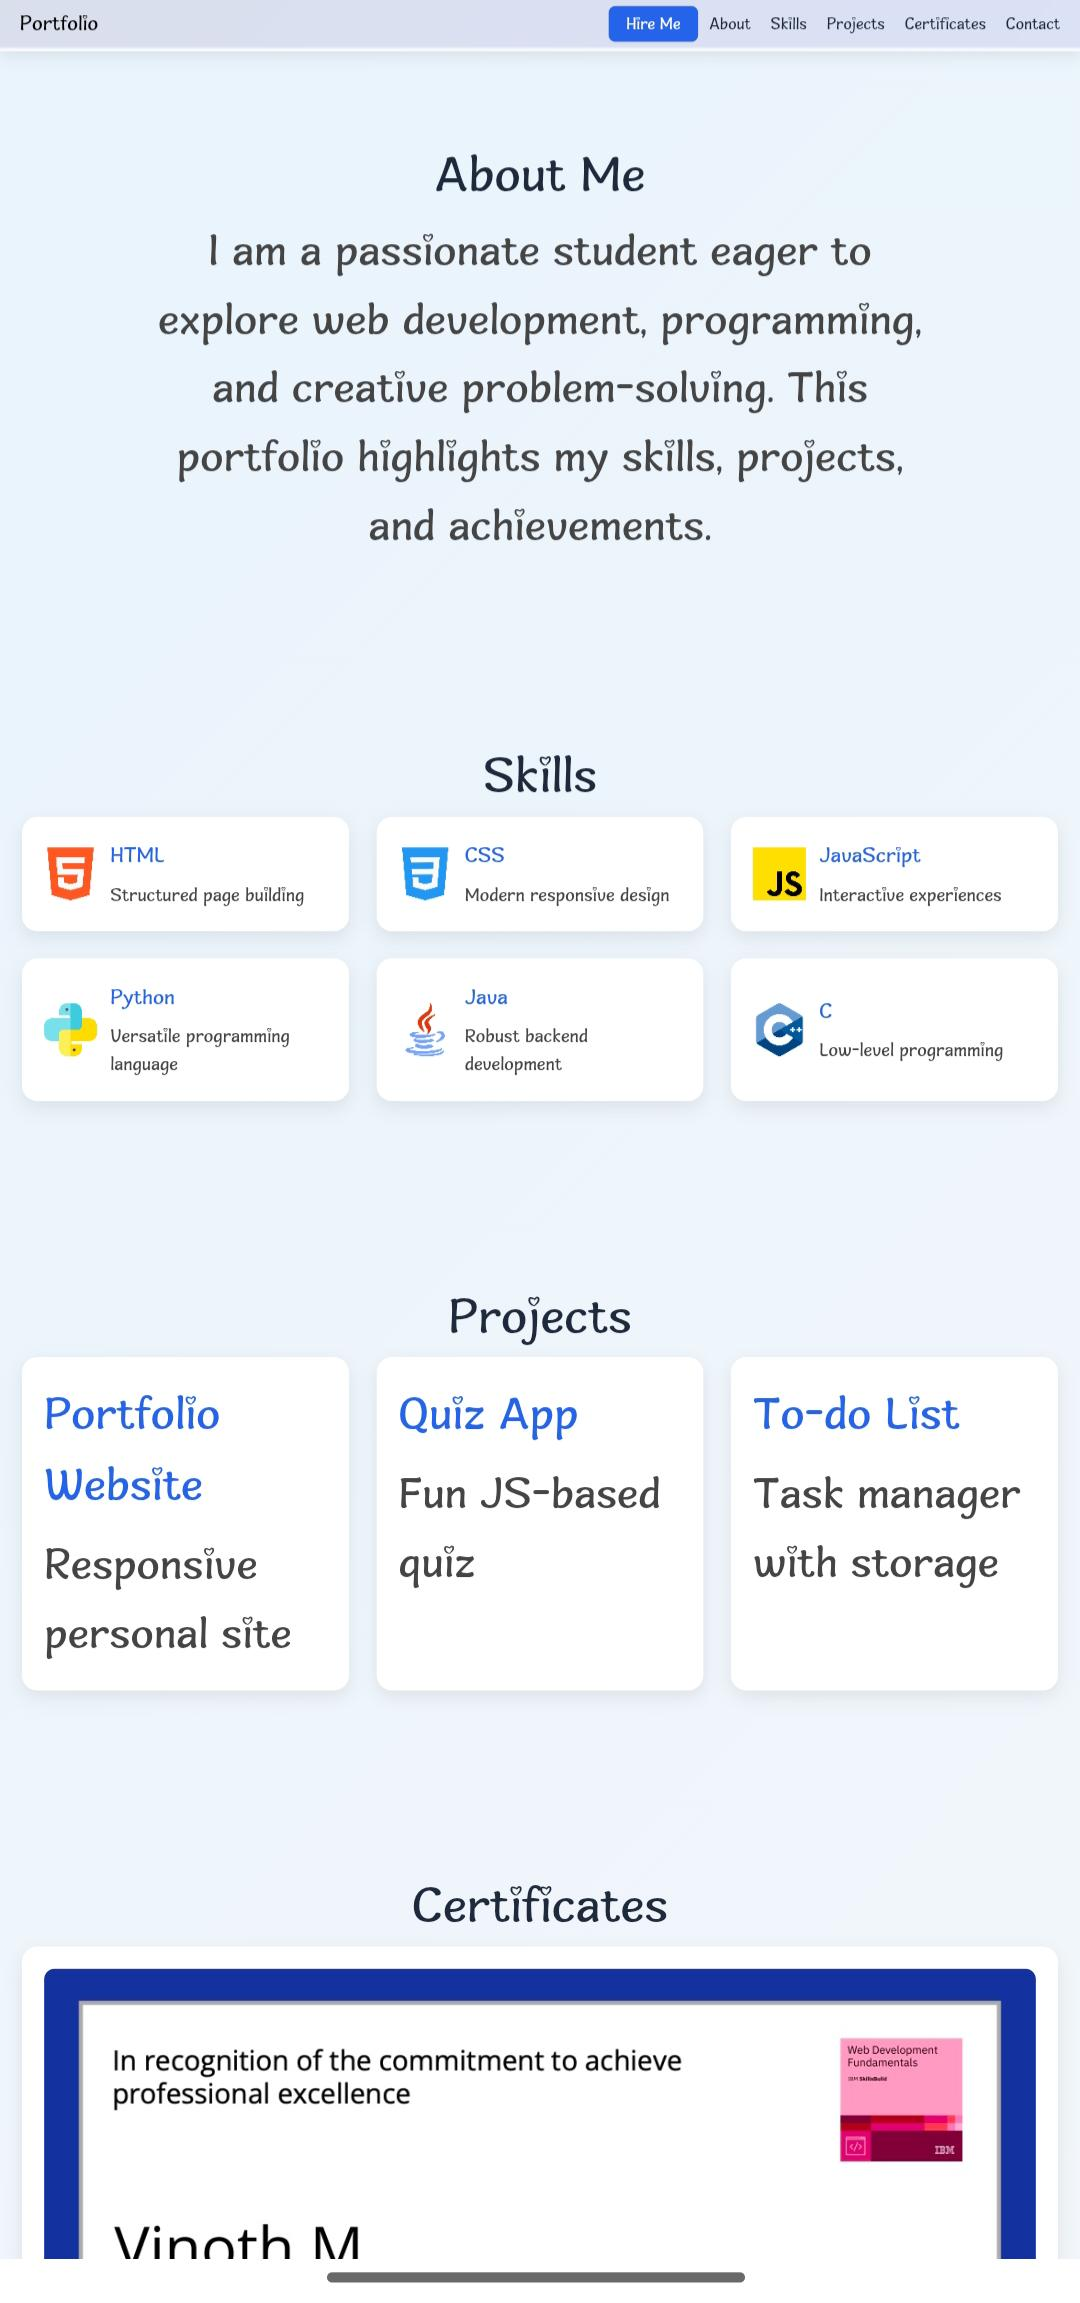 Portfolio
Hire Me
About
Skills
Projects
Certificates
Contact
About Me
I am a passionate student eager to
explore web development, programming,
and creative problem-solving. This
portfolio highlights my skills, projects,
and achievements.
Skills
HTML
Structured page building
CSS
Modern responsive design
JS
JavaScript
Interactive experiences
Python
Versatile programming
language
Java
Robust backend
development
C++
C
Low-level programming
Projects
Portfolio
Website
Responsive
personal site
Quiz App
Fun JS-based
quiz
To-do List
Task manager
with storage
Certificates
In recognition of the commitment to achieve
professional excellence
Web Development
Fundamentals
IBM SkillsBuild
IBM
Vinoth M